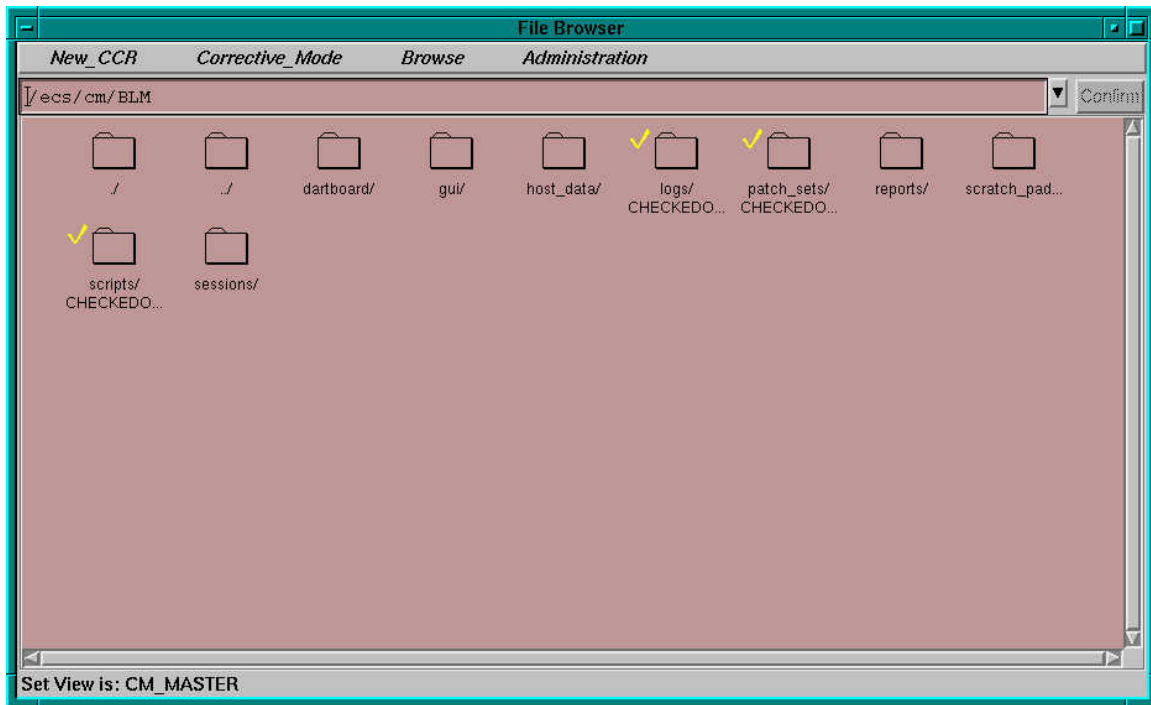 File Browser
New_CCR Corrective_Mode Browse Administration
/ecs/cm/BLM Confirm
./ ../ dartboard/ gui/ host_data/ logs/ patch_sets/ reports/ scratch_pad...
CHECKEDO... CHECKEDO...
scripts/ sessions/
CHECKEDO...
Set View is: CM_MASTER